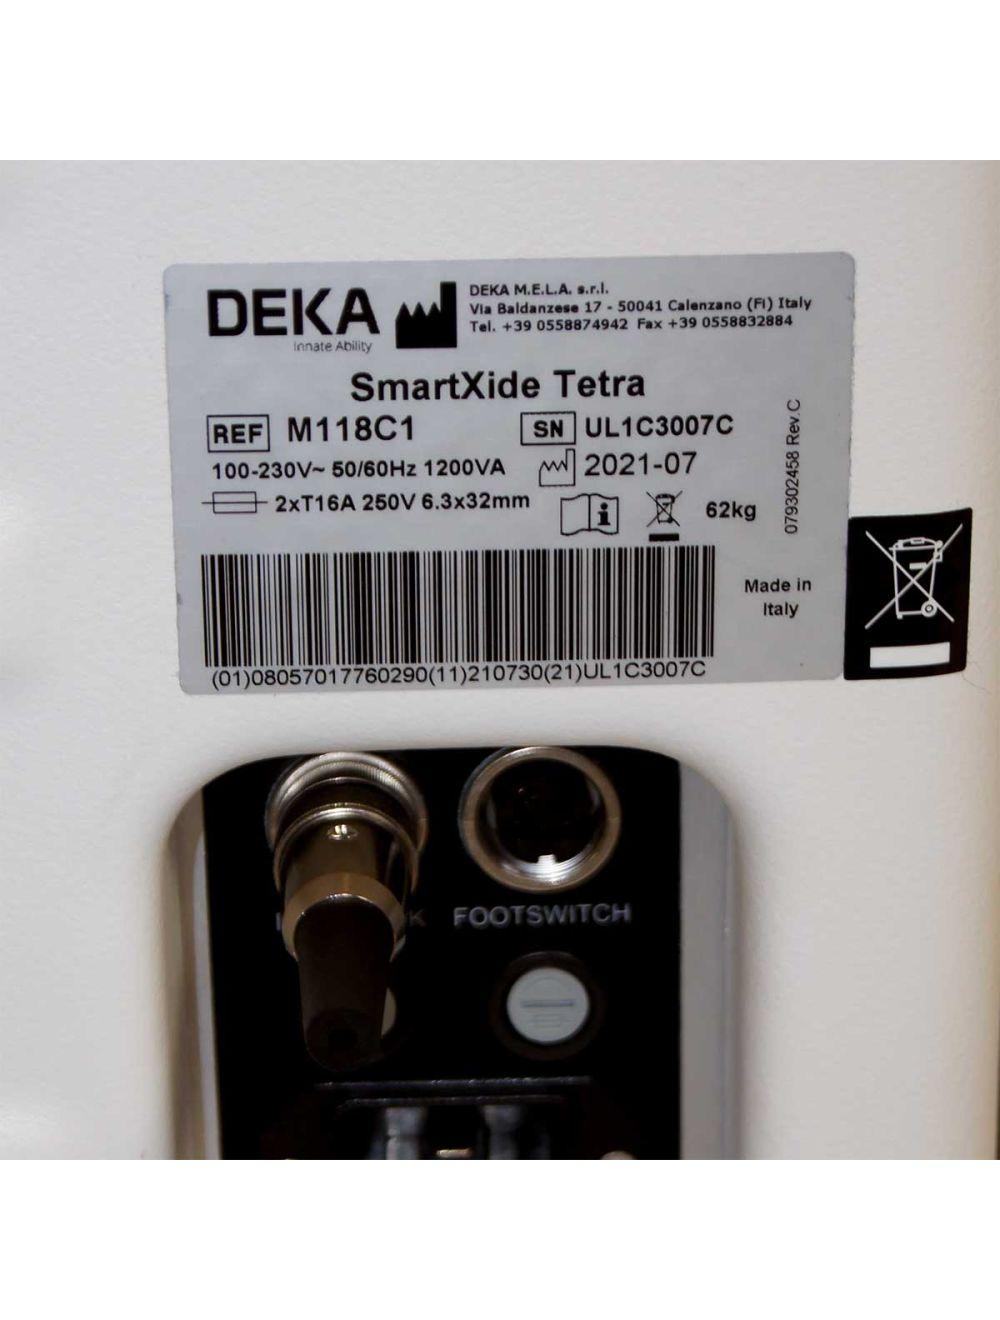 DEKA
Innate Ability
DEKA M.E.L.A. s.r.l.
Via Baldanzese 17 - 50041 Calenzano (FI) Italy
Tel. +39 0558874942 Fax +39 0558832884
SmartXide Tetra
REF M118C1
SN UL1C3007C
100-230V~ 50/60Hz 1200VA
2021-07
2xT16A 250V 6.3x32mm
i
62kg
079302458 Rev.C
Made in
Italy
(01)08057017760290(11)210730(21)UL1C3007C
FOOTSWITCH